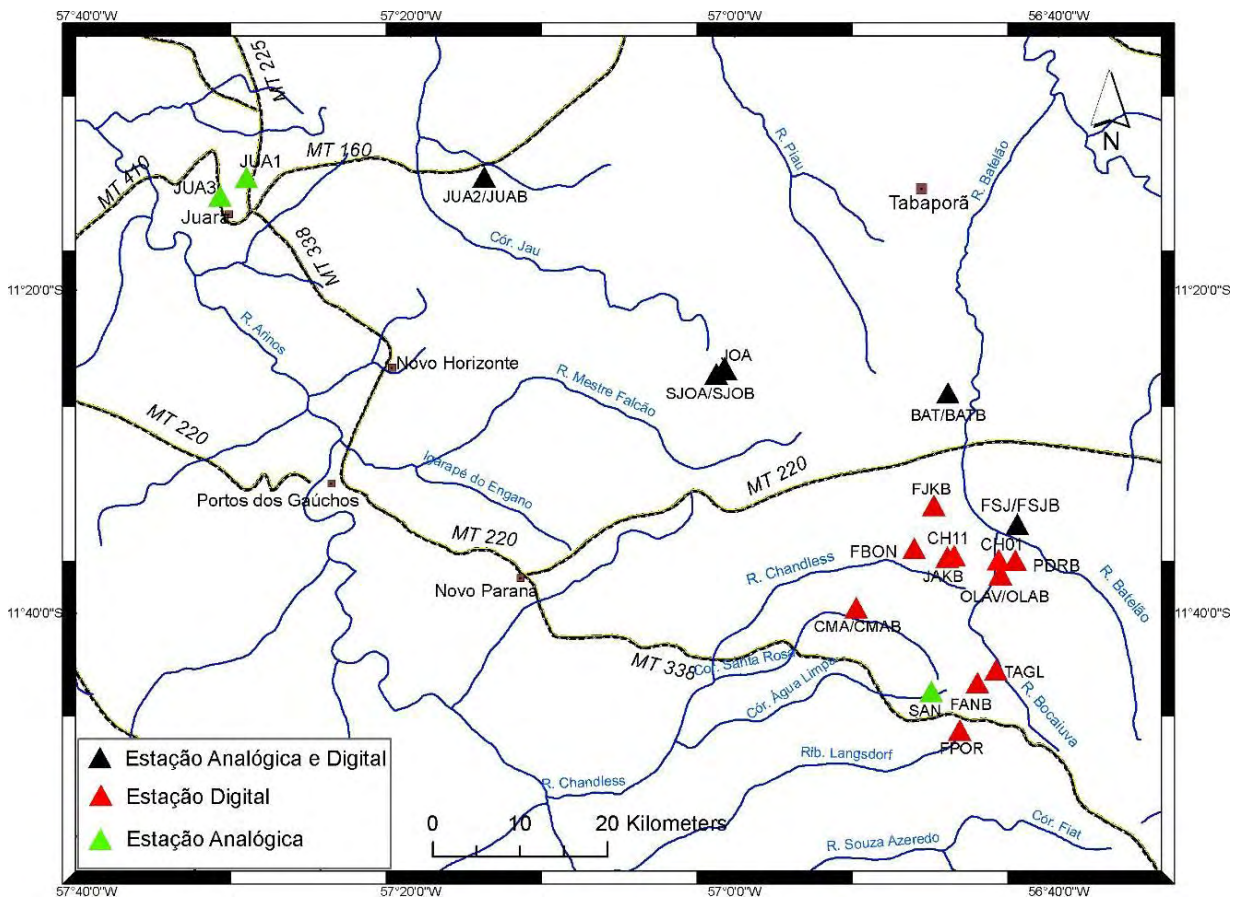 57°40'0"W
57°20'0"W
57°0'0"W
56°40'0"W
MT 225
N
MT 410
JUA1
MT 160
JUA3
Juara
JUA2/JUAB
R. Piau
R. Batelão
Tabaporã
MT 338
Cór. Jau
11°20'0"S
11°20'0"S
R. Arinos
Novo Horizonte
JOA
SJOA/SJOB
R. Mestre Falcão
BAT/BATB
MT 220
Igarapé do Engano
MT 220
Portos dos Gaúchos
FJKB
FSJ/FSJB
MT 220
FBON
CH11
CH01
PDRB
JAKB
R. Chandless
Novo Paraná
OLAV/OLAB
R. Batelão
11°40'0"S
11°40'0"S
CMA/CMAB
MT 338
Cor. Santa Rosa
Cór. Água Limpa
TAGL
SAN
FANB
R. Bocaiuva
FPOR
Rib. Langsdorf
Estação Analógica e Digital
R. Chandless
Estação Digital
0 10 20 Kilometers
Estação Analógica
R. Souza Azeredo
Cór. Fiat
57°40'0"W
57°20'0"W
57°0'0"W
56°40'0"W